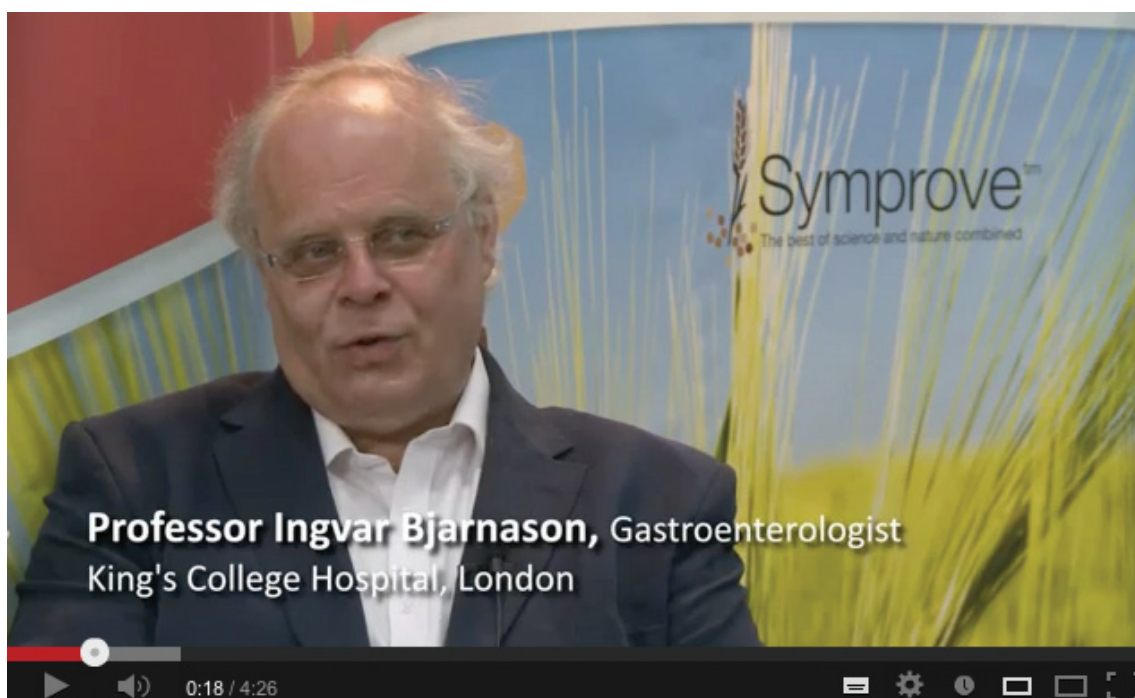 Symprove™
The best of science and nature combined
Professor Ingvar Bjarnason, Gastroenterologist
King's College Hospital, London
0:18 / 4:26